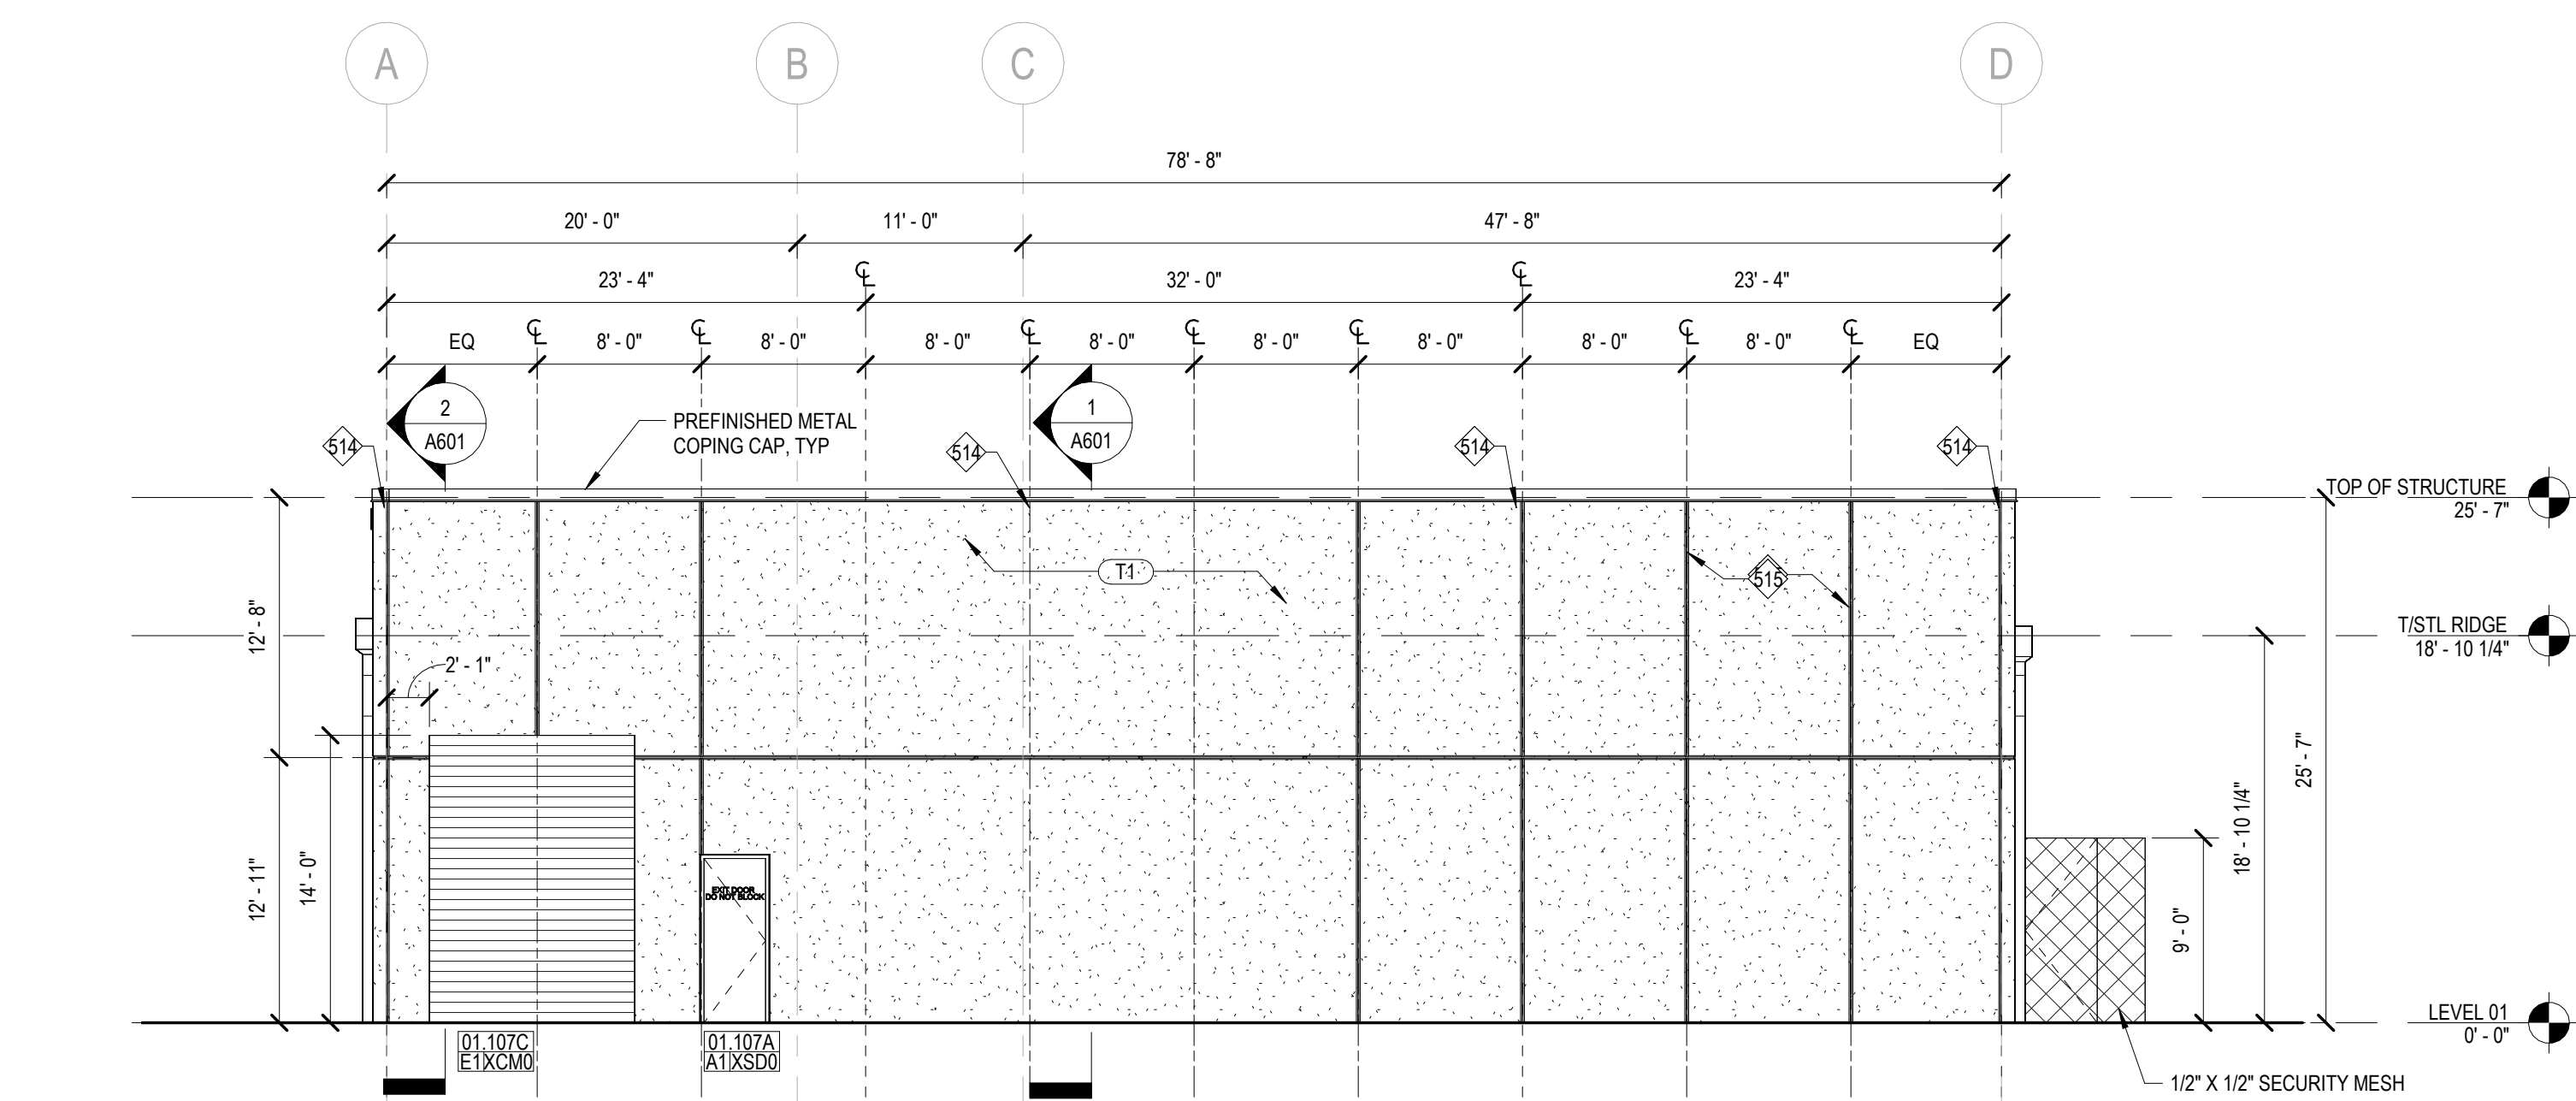 A B C D
78' - 8"
20' - 0" 11' - 0" 47' - 8"
23' - 4" 32' - 0" 23' - 4"
EQ 8' - 0" 8' - 0" 8' - 0" 8' - 0" 8' - 0" 8' - 0" 8' - 0" 8' - 0" EQ
2
A601
1
A601
PREFINISHED METAL
COPING CAP, TYP
514
514
514
514
TOP OF STRUCTURE
25' - 7"
T1
515
T/STL RIDGE
18' - 10 1/4"
12' - 8"
2' - 1"
12' - 11"
14' - 0"
EXIT DOOR
DO NOT BLOCK
9' - 0"
18' - 10 1/4"
25' - 7"
LEVEL 01
0' - 0"
01.107C
E1 XCM0
01.107A
A1 XSD0
1/2" X 1/2" SECURITY MESH